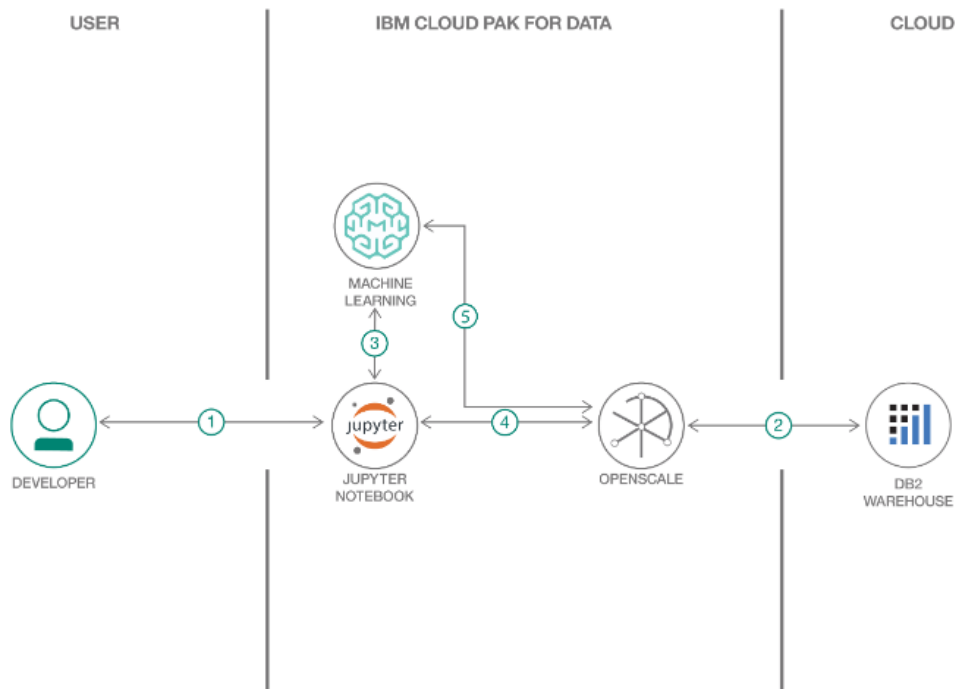 USER
IBM CLOUD PAK FOR DATA
CLOUD
MACHINE
LEARNING
5
3
1
jupyter
4
2
DEVELOPER
JUPYTER
NOTEBOOK
OPENSCALE
DB2
WAREHOUSE